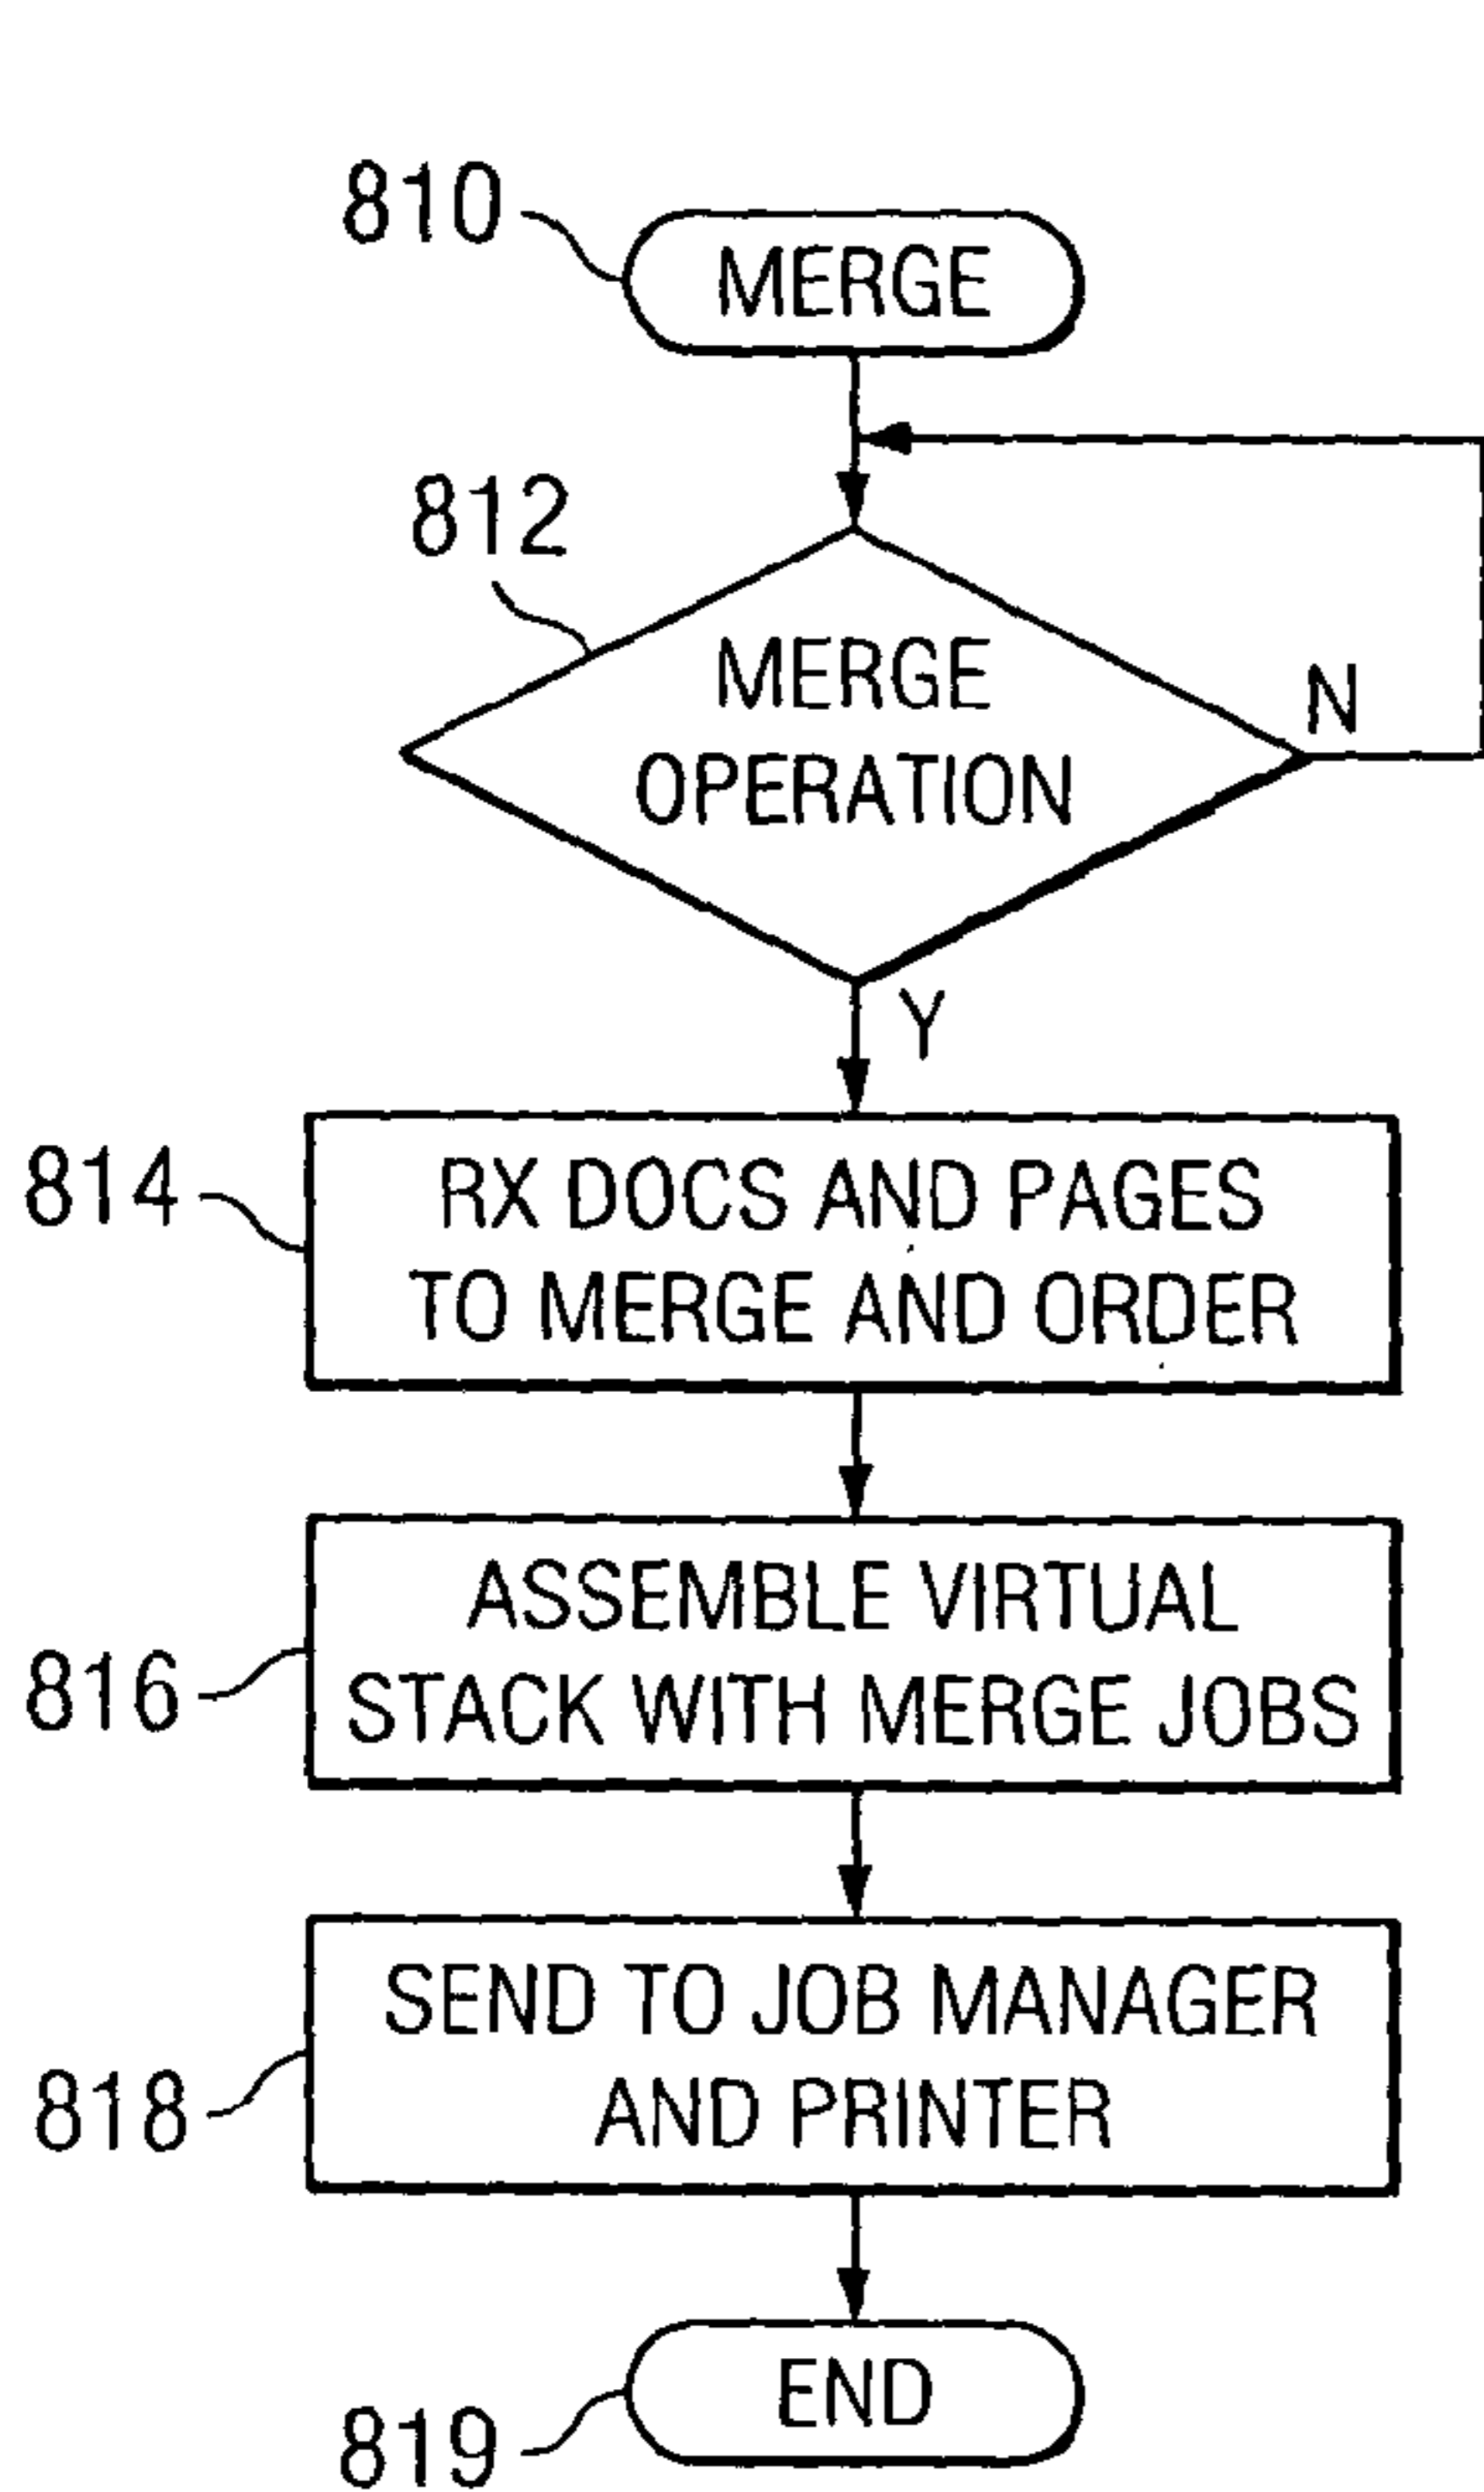 810
MERGE
812
MERGE
OPERATION
N
Y
814
RX DOCS AND PAGES
TO MERGE AND ORDER
816
ASSEMBLE VIRTUAL
STACK WITH MERGE JOBS
818
SEND TO JOB MANAGER
AND PRINTER
819
END